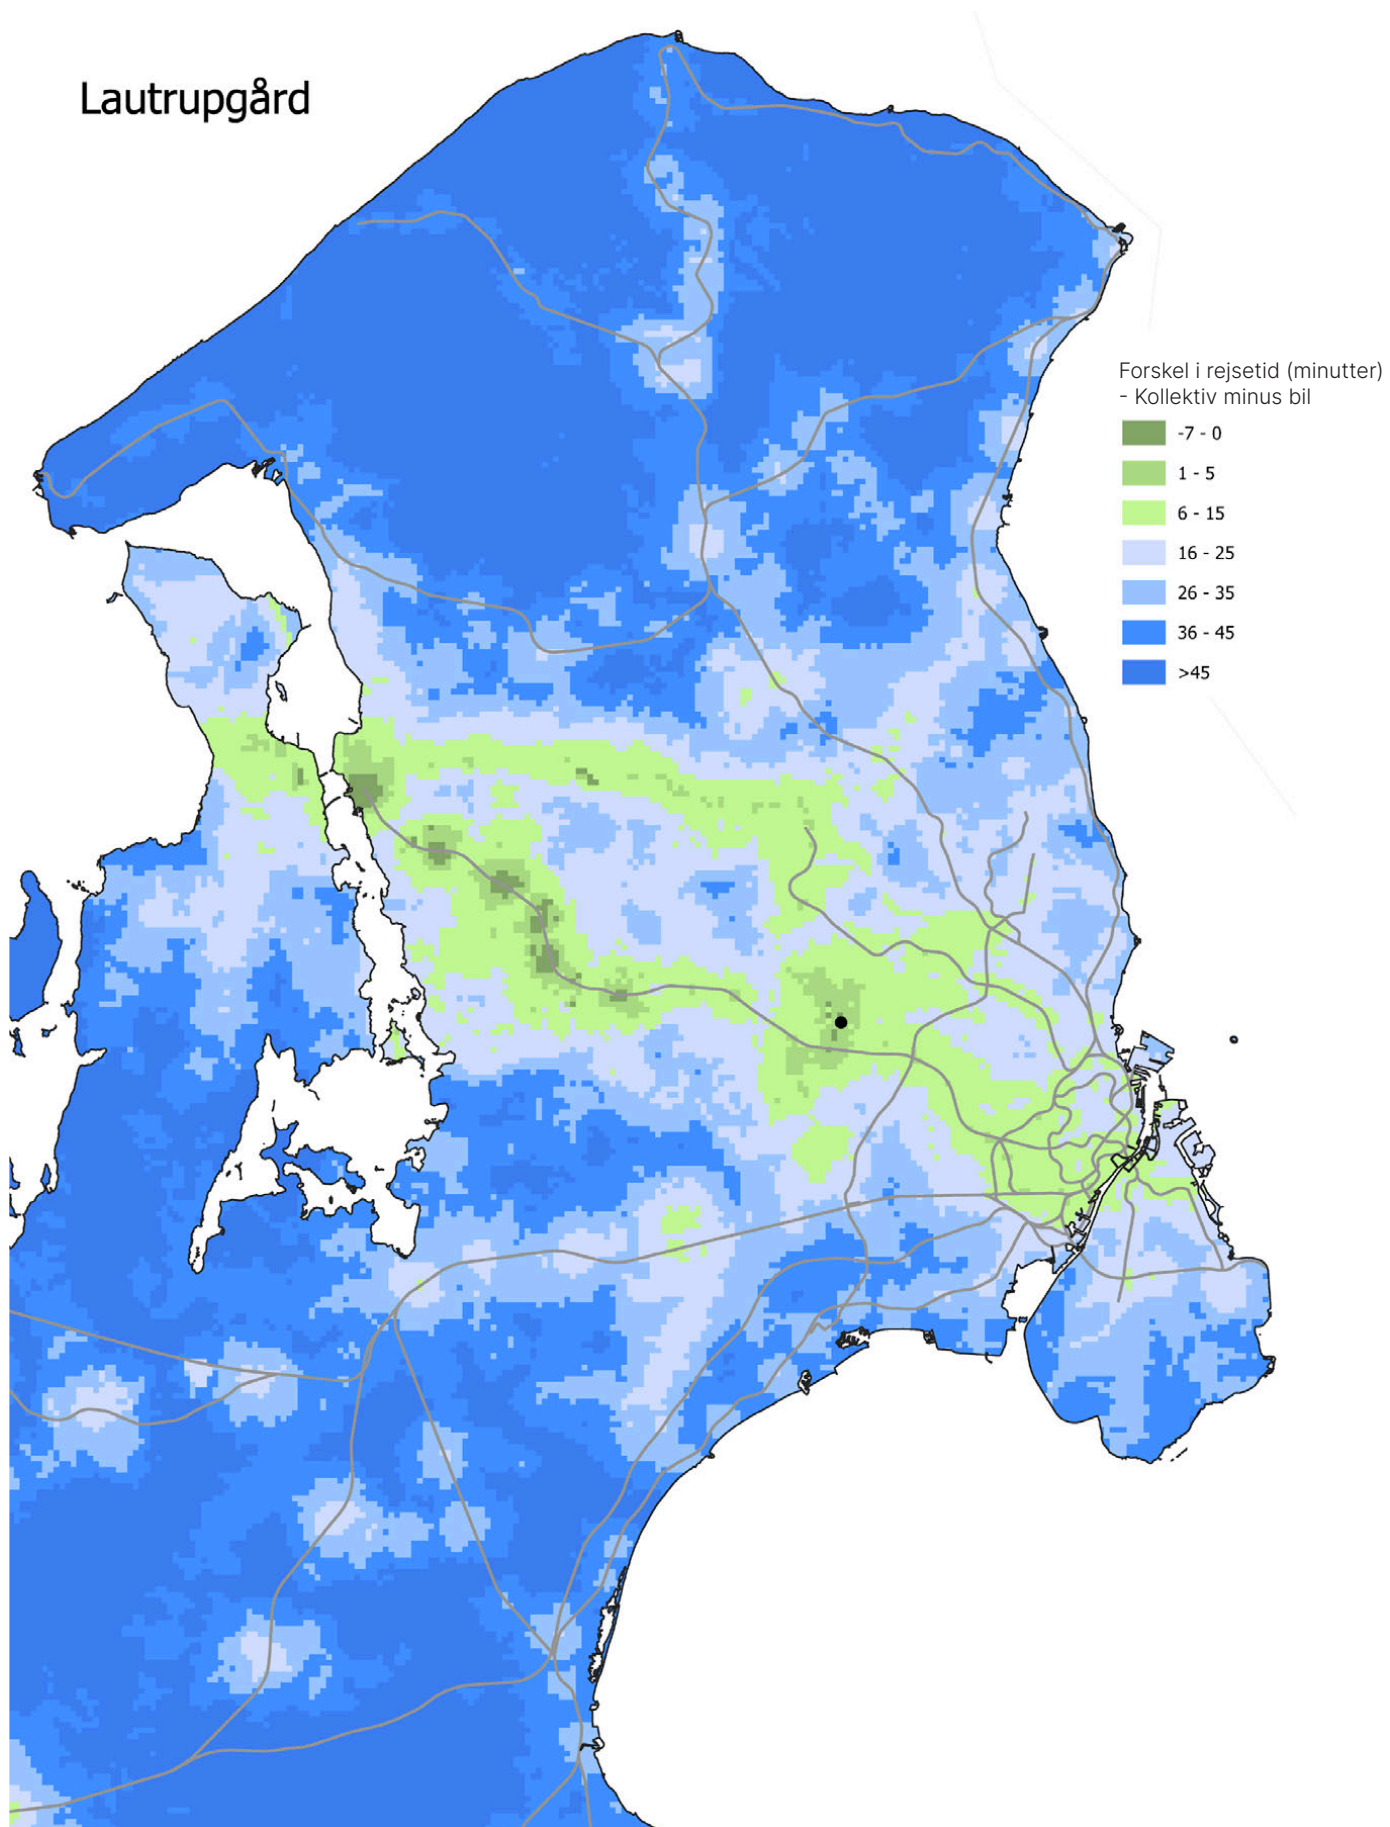 Lautrupgård
Forskel i rejsetid (minutter)
- Kollektiv minus bil
-7 - 0
1 - 5
6 - 15
16 - 25
26 - 35
36 - 45
>45